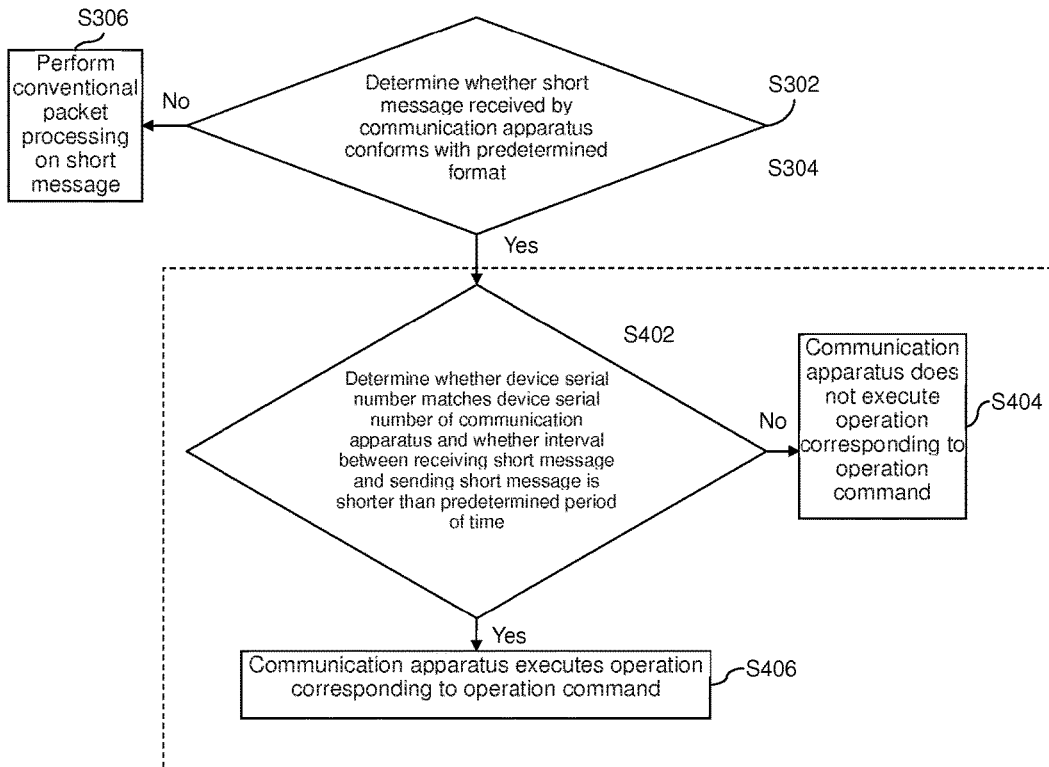 S306
Perform
conventional
packet
processing
on short
message
No
Determine whether short
message received by
communication apparatus
conforms with predetermined
format
S302
S304
Yes
S402
Determine whether device serial
number matches device serial
number of communication
apparatus and whether interval
between receiving short message
and sending short message is
shorter than predetermined period
of time
No
Communication
apparatus does
not execute
operation
corresponding to
operation
command
S404
Yes
Communication apparatus executes operation
corresponding to operation command
S406